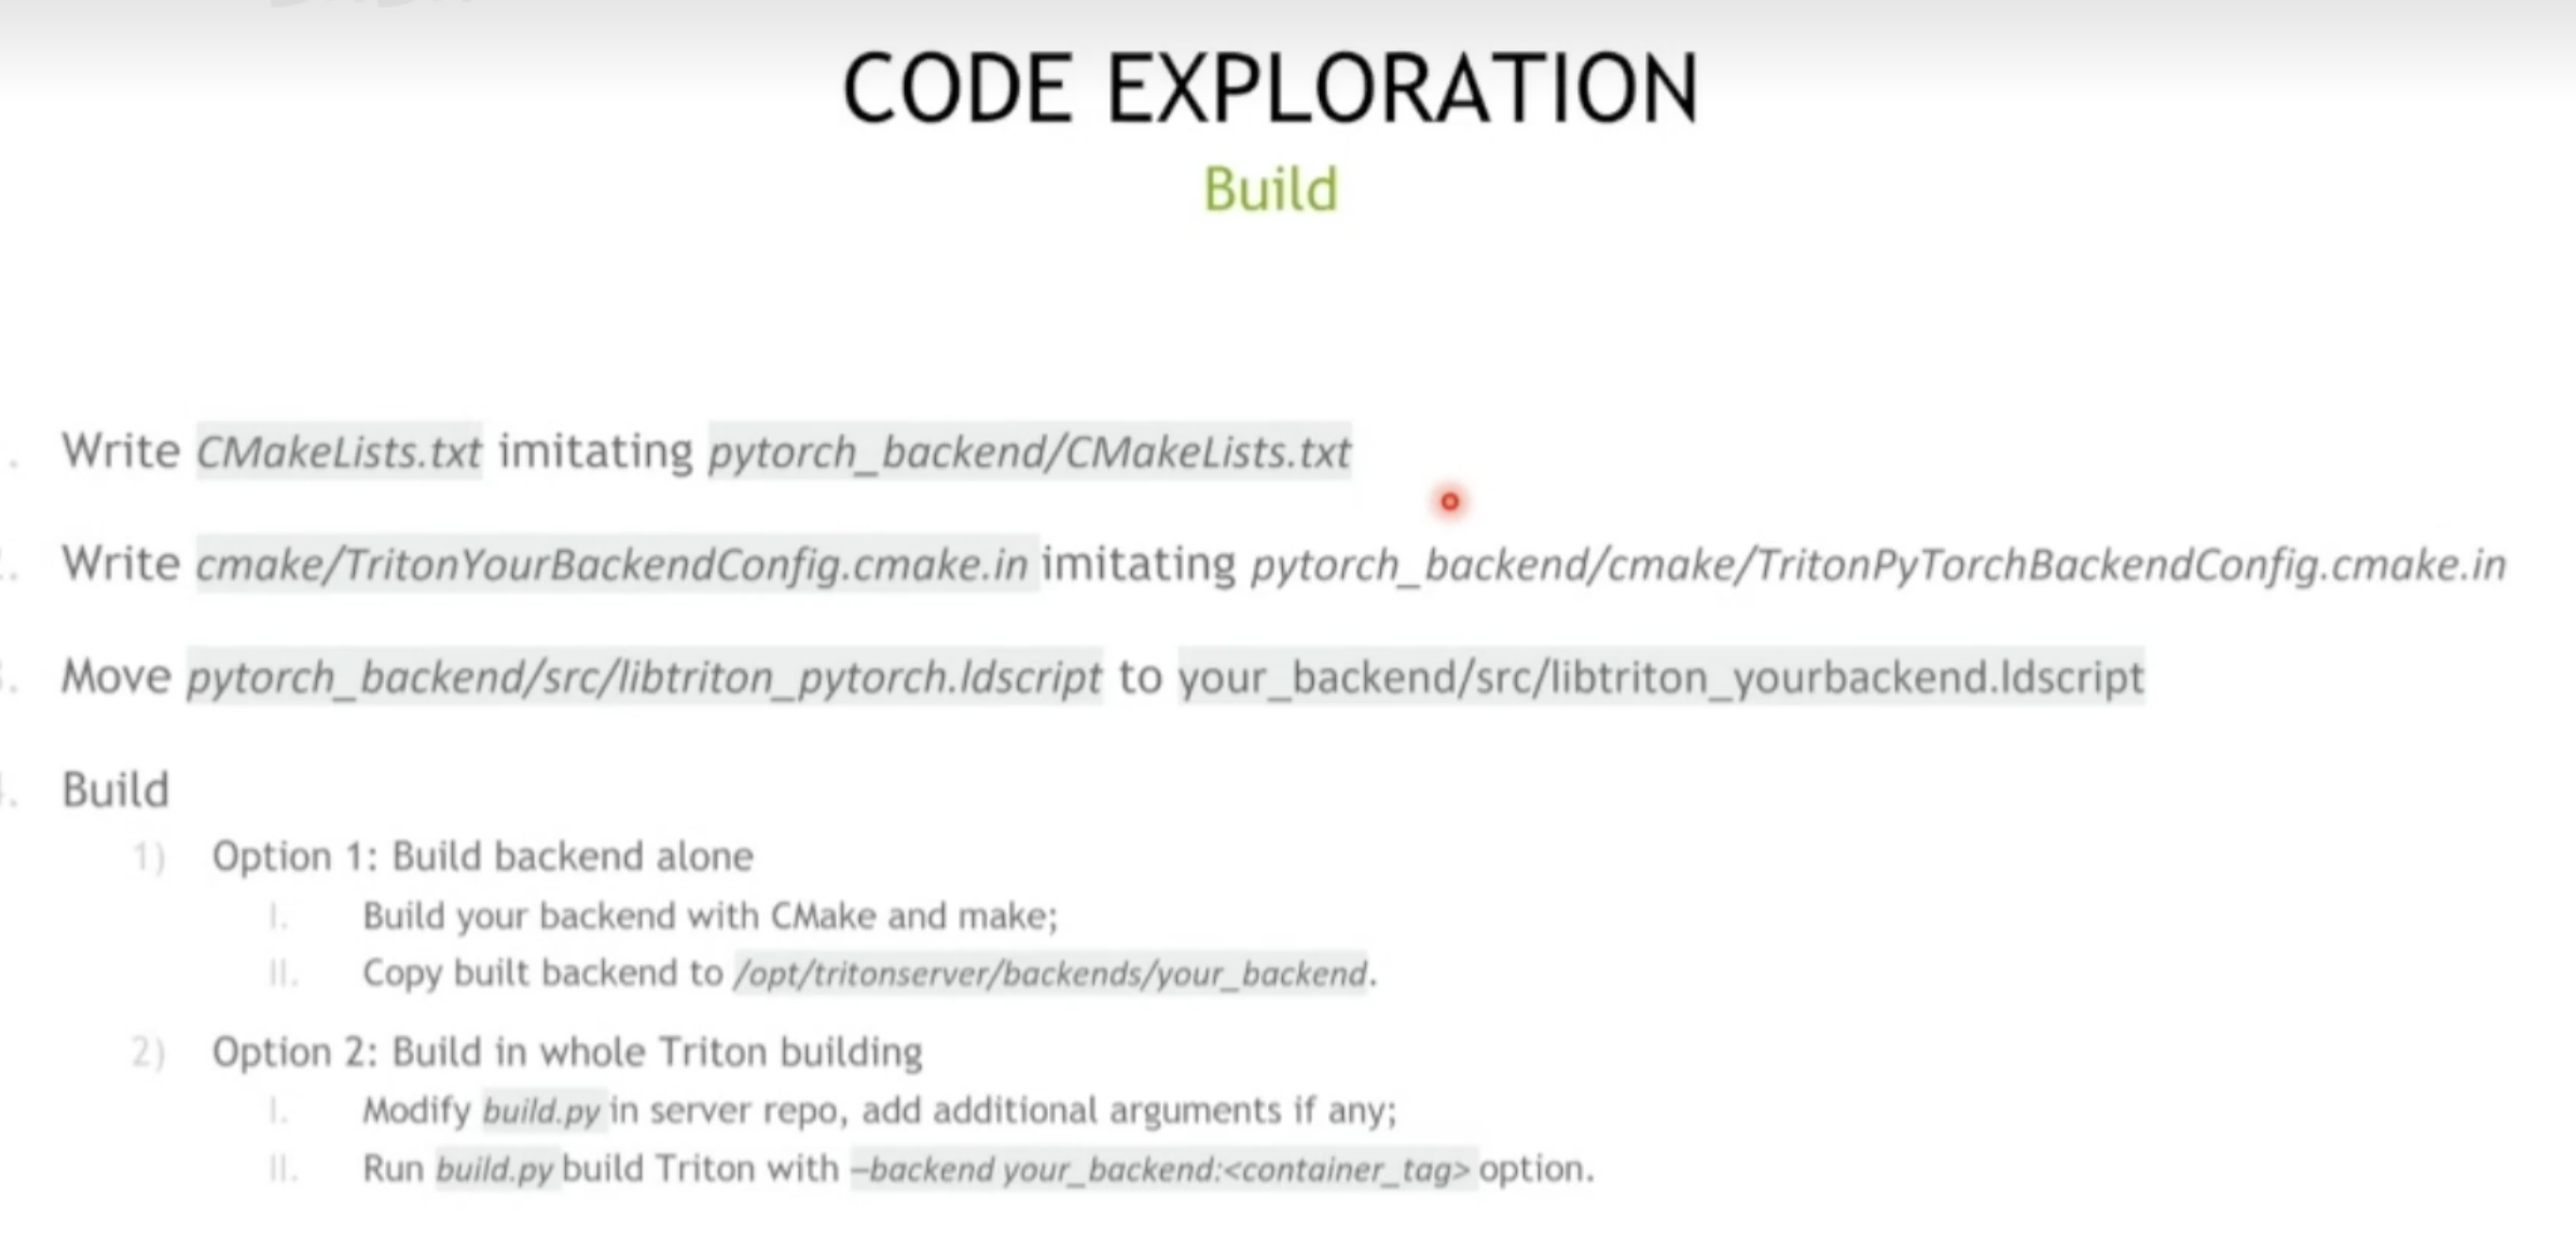 CODE EXPLORATION
Build
. Write CMakeLists.txt imitating pytorch_backend/CMakeLists.txt
. Write cmake/TritonYourBackendConfig.cmake.in imitating pytorch_backend/cmake/TritonPyTorchBackendConfig.cmake.in
. Move pytorch_backend/src/libtriton_pytorch.ldscript to your_backend/src/libtriton_yourbackend.ldscript
. Build
1) Option 1: Build backend alone
I. Build your backend with CMake and make;
II. Copy built backend to /opt/tritonserver/backends/your_backend.
2) Option 2: Build in whole Triton building
I. Modify build.py in server repo, add additional arguments if any;
II. Run build.py build Triton with –backend your_backend:<container_tag> option.